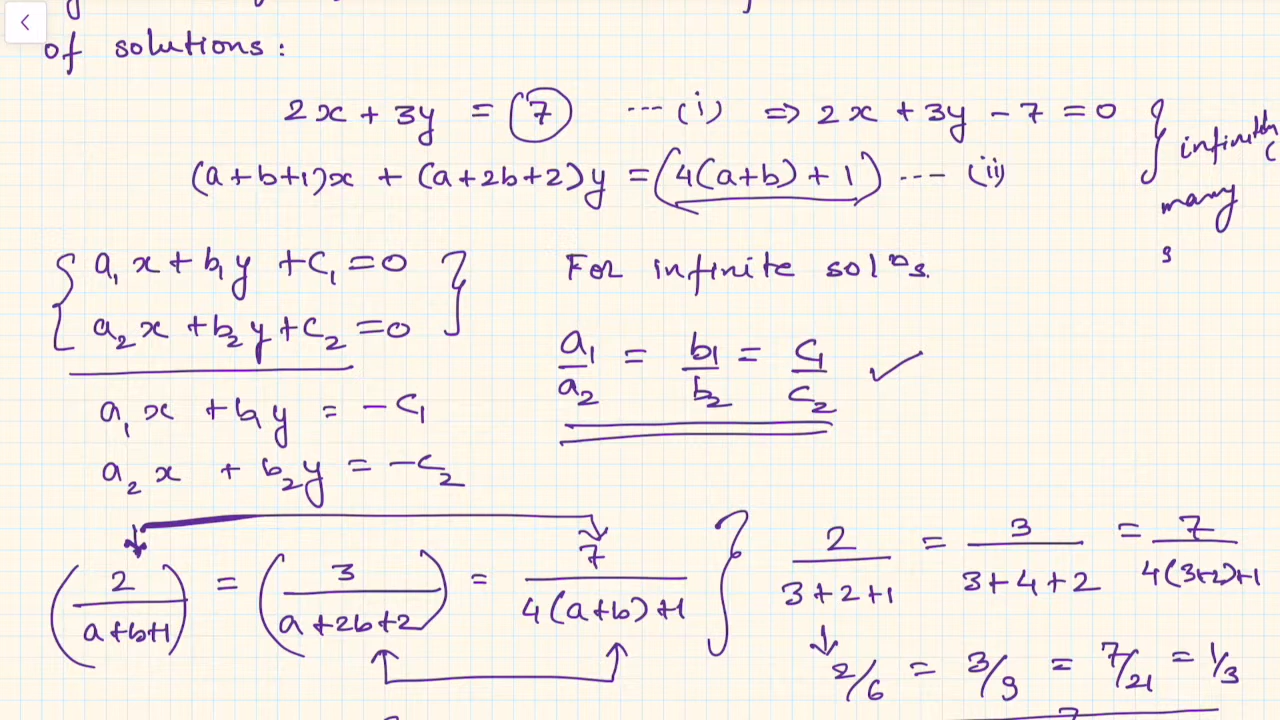 of solutions:
2x + 3y = 7 --- (i) ⇒ 2x + 3y - 7 = 0
(a+b+1)x + (a+2b+2)y = (4(a+b)+1) --- (ii)
infinitely
many
s
a₁x + b₁y + c₁ = 0
a₂x + b₂y + c₂ = 0
For infinite solⁿs.
a₁/a₂ = b₁/b₂ = c₁/c₂ ✓
a₁x + b₁y = -c₁
a₂x + b₂y = -c₂
(2/(a+b+1)) = (3/(a+2b+2)) = 7/(4(a+b)+1)
2/(3+2+1) = 3/(3+4+2) = 7/(4(3+2)+1)
2/6 = 3/9 = 7/21 = 1/3